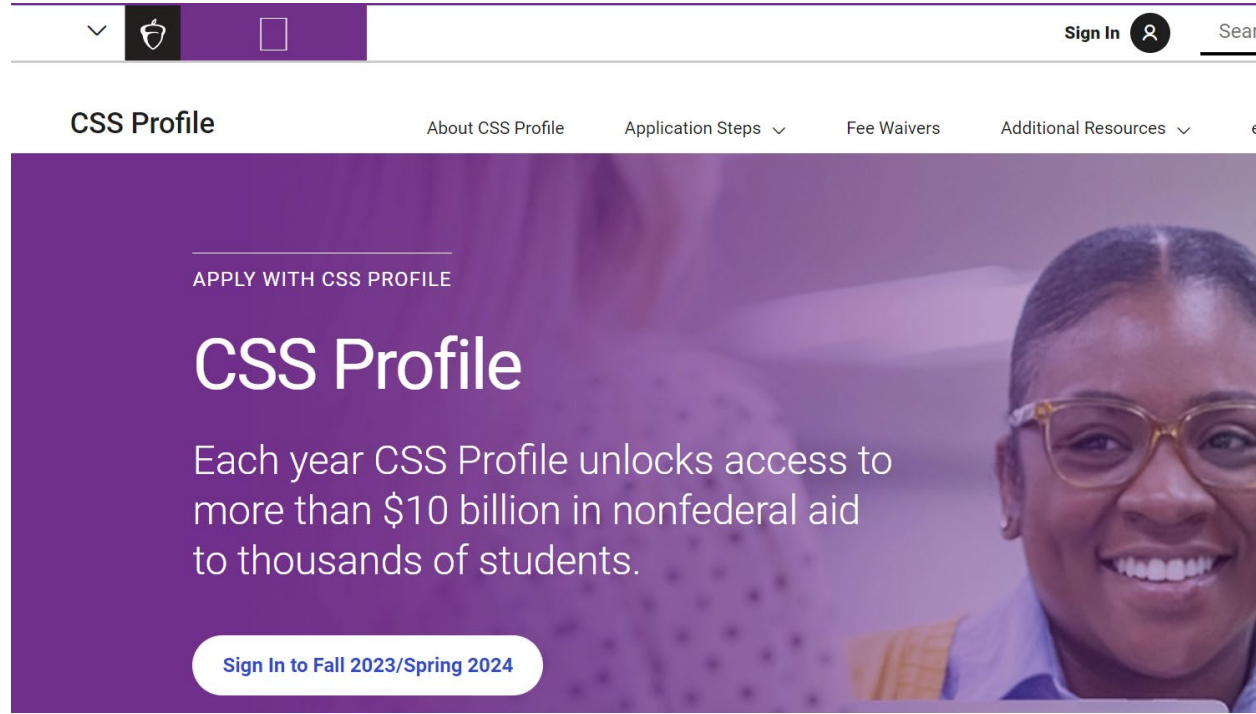 Sign In
CSS Profile
About CSS Profile
Application Steps
Fee Waivers
Additional Resources
APPLY WITH CSS PROFILE
CSS Profile
Each year CSS Profile unlocks access to
more than $10 billion in nonfederal aid
to thousands of students.
Sign In to Fall 2023/Spring 2024